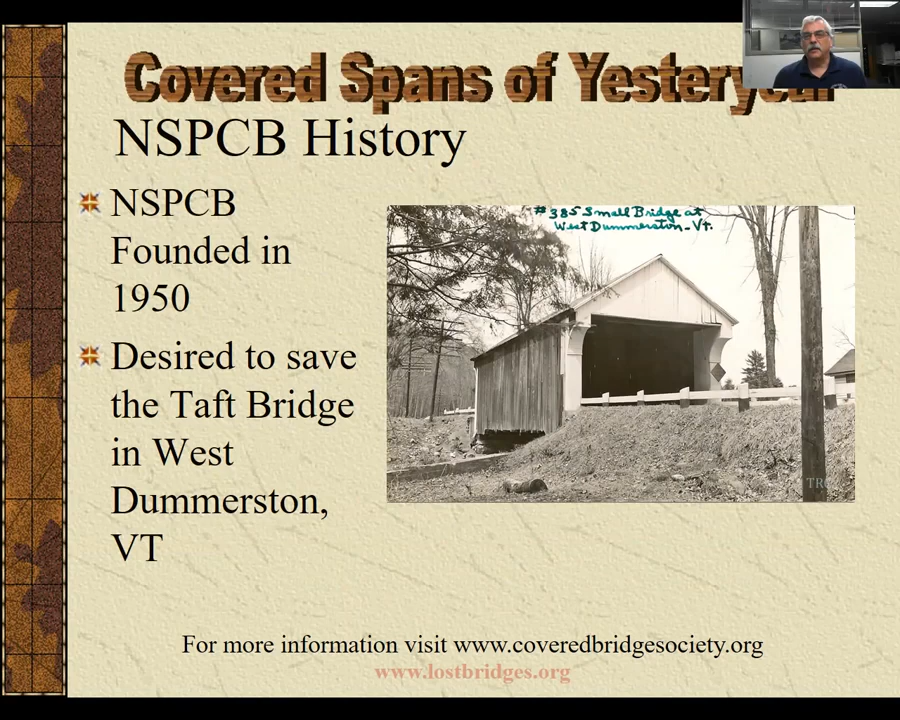 Covered Spans of Yesteryear
NSPCB History
NSPCB
Founded in
1950
Desired to save
the Taft Bridge
in West
Dummerston,
VT
#385 Small Bridge at
West Dummerston-Vt.
For more information visit www.coveredbridgesociety.org
www.lostbridges.org